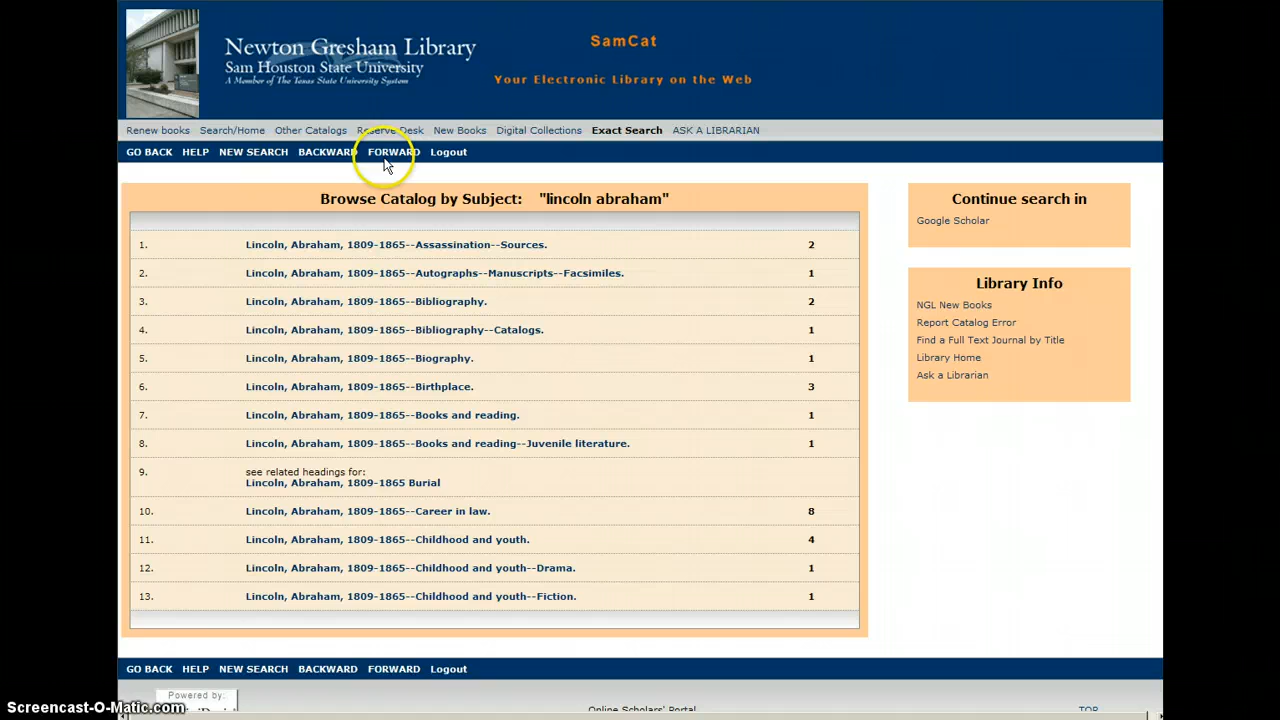 Newton Gresham Library
Sam Houston State University
A Member of The Texas State University System
SamCat
Your Electronic Library on the Web
Renew books Search/Home Other Catalogs Reserve Desk New Books Digital Collections Exact Search ASK A LIBRARIAN
GO BACK HELP NEW SEARCH BACKWARD FORWARD Logout
Browse Catalog by Subject: "lincoln abraham"
1. Lincoln, Abraham, 1809-1865--Assassination--Sources. 2
2. Lincoln, Abraham, 1809-1865--Autographs--Manuscripts--Facsimiles. 1
3. Lincoln, Abraham, 1809-1865--Bibliography. 2
4. Lincoln, Abraham, 1809-1865--Bibliography--Catalogs. 1
5. Lincoln, Abraham, 1809-1865--Biography. 1
6. Lincoln, Abraham, 1809-1865--Birthplace. 3
7. Lincoln, Abraham, 1809-1865--Books and reading. 1
8. Lincoln, Abraham, 1809-1865--Books and reading--Juvenile literature. 1
9. see related headings for:
Lincoln, Abraham, 1809-1865 Burial
10. Lincoln, Abraham, 1809-1865--Career in law. 8
11. Lincoln, Abraham, 1809-1865--Childhood and youth. 4
12. Lincoln, Abraham, 1809-1865--Childhood and youth--Drama. 1
13. Lincoln, Abraham, 1809-1865--Childhood and youth--Fiction. 1
Continue search in
Google Scholar
Library Info
NGL New Books
Report Catalog Error
Find a Full Text Journal by Title
Library Home
Ask a Librarian
GO BACK HELP NEW SEARCH BACKWARD FORWARD Logout
Powered by:
Online Scholars' Portal
TOP
Screencast-O-Matic.com